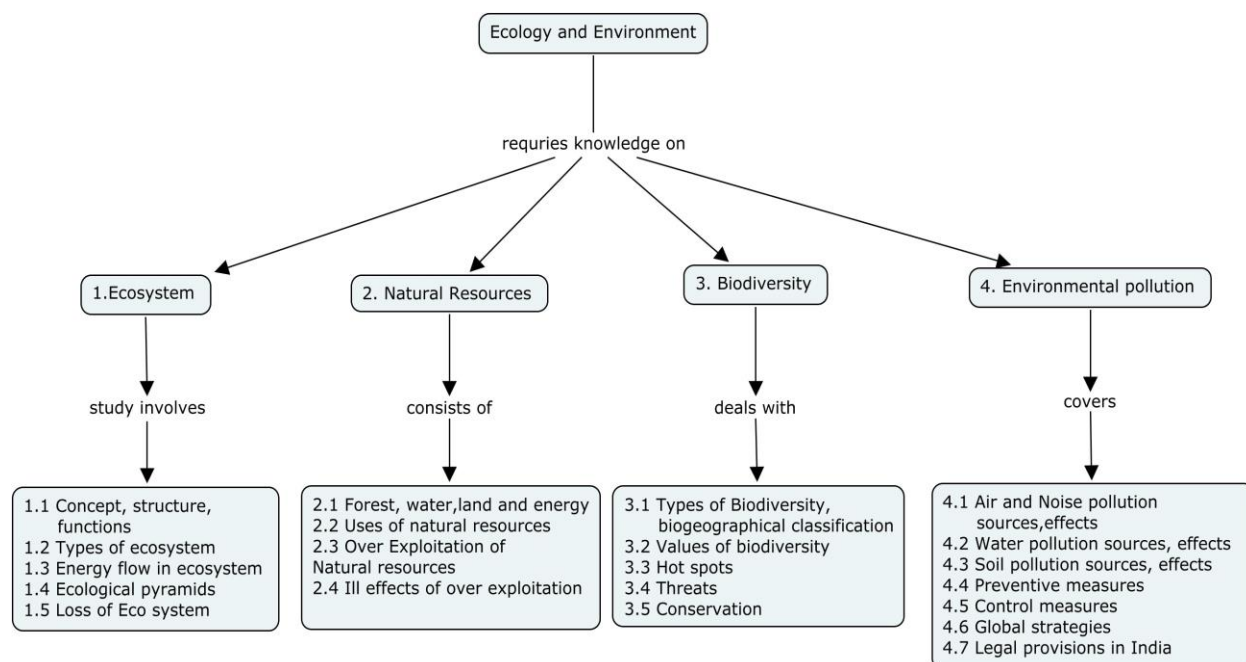 Ecology and Environment
requries knowledge on
1.Ecosystem
2. Natural Resources
3. Biodiversity
4. Environmental pollution
study involves
consists of
deals with
covers
1.1 Concept, structure,
functions
1.2 Types of ecosystem
1.3 Energy flow in ecosystem
1.4 Ecological pyramids
1.5 Loss of Eco system
2.1 Forest, water,land and energy
2.2 Uses of natural resources
2.3 Over Exploitation of
Natural resources
2.4 Ill effects of over exploitation
3.1 Types of Biodiversity,
biogeographical classification
3.2 Values of biodiversity
3.3 Hot spots
3.4 Threats
3.5 Conservation
4.1 Air and Noise pollution
sources,effects
4.2 Water pollution sources, effects
4.3 Soil pollution sources, effects
4.4 Preventive measures
4.5 Control measures
4.6 Global strategies
4.7 Legal provisions in India